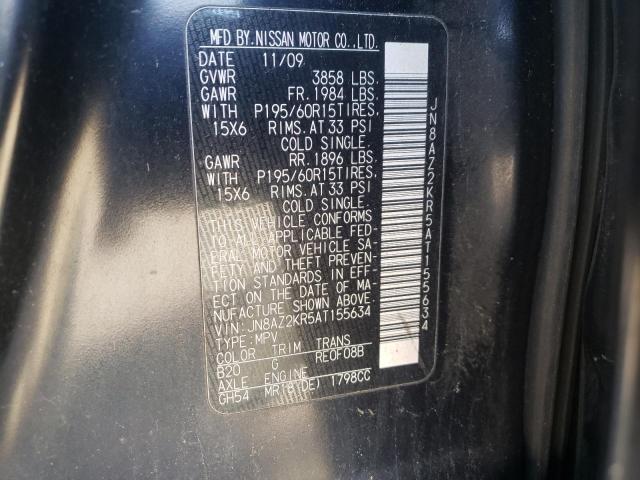 MFD BY.NISSAN MOTOR CO.,LTD.
DATE 11/09
GVWR 3858 LBS.
GAWR FR. 1984 LBS.
WITH P195/60R15TIRES,
15X6 RIMS.AT 33 PSI
COLD SINGLE.
GAWR RR. 1896 LBS.
WITH P195/60R15TIRES,
15X6 RIMS.AT 33 PSI
COLD SINGLE.
THIS VEHICLE CONFORMS
TO ALL APPLICABLE FED-
ERAL MOTOR VEHICLE SA-
FETY AND THEFT PREVEN-
TION STANDARDS IN EFF-
ECT ON THE DATE OF MA-
NUFACTURE SHOWN ABOVE.
VIN: JN8AZ2KR5AT155634
TYPE: MPV
COLOR TRIM TRANS
B20 G RE0F08B
AXLE ENGINE
GH54 MR18(DE) 1798CC
JN8AZ2KR5AT155634